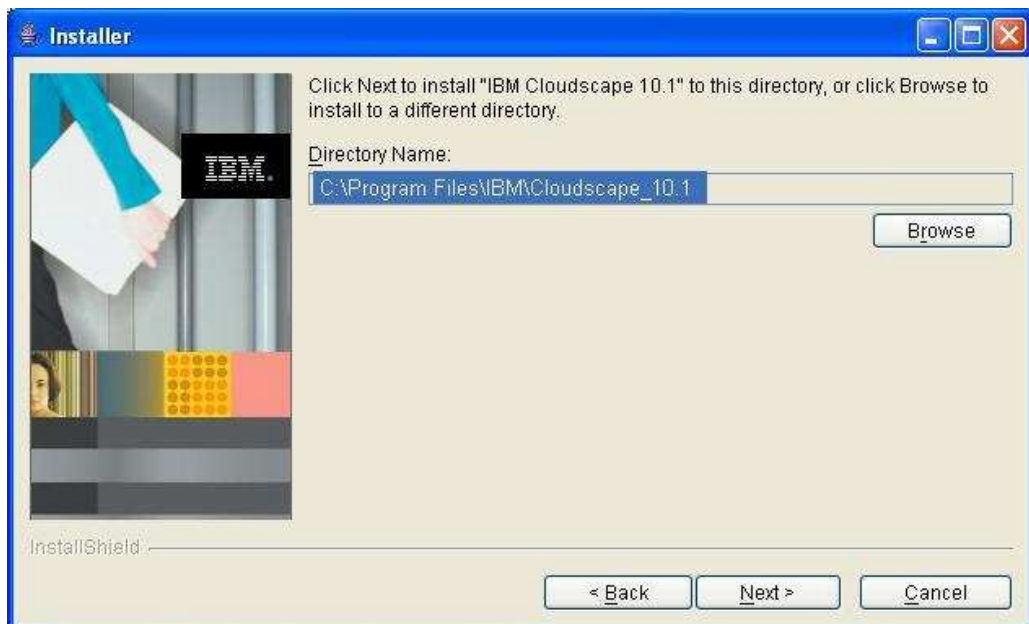 Installer
Click Next to install "IBM Cloudscape 10.1" to this directory, or click Browse to
install to a different directory.
IBM.
Directory Name:
C:\Program Files\IBM\Cloudscape_10.1
Browse
InstallShield
< Back
Next >
Cancel